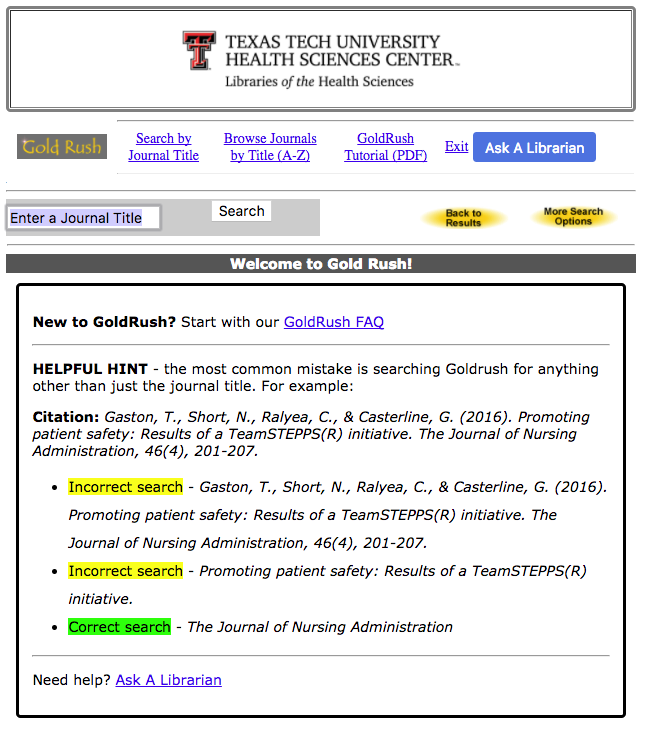 TEXAS TECH UNIVERSITY
HEALTH SCIENCES CENTER™
Libraries of the Health Sciences
Gold Rush
Search by
Journal Title
Browse Journals
by Title (A-Z)
GoldRush
Tutorial (PDF)
Exit
Ask A Librarian
Enter a Journal Title
Search
Back to
Results
More Search
Options
Welcome to Gold Rush!
New to GoldRush? Start with our GoldRush FAQ
HELPFUL HINT - the most common mistake is searching Goldrush for anything
other than just the journal title. For example:
Citation: Gaston, T., Short, N., Ralyea, C., & Casterline, G. (2016). Promoting
patient safety: Results of a TeamSTEPPS(R) initiative. The Journal of Nursing
Administration, 46(4), 201-207.
• Incorrect search - Gaston, T., Short, N., Ralyea, C., & Casterline, G. (2016).
Promoting patient safety: Results of a TeamSTEPPS(R) initiative. The
Journal of Nursing Administration, 46(4), 201-207.
• Incorrect search - Promoting patient safety: Results of a TeamSTEPPS(R)
initiative.
• Correct search - The Journal of Nursing Administration
Need help? Ask A Librarian